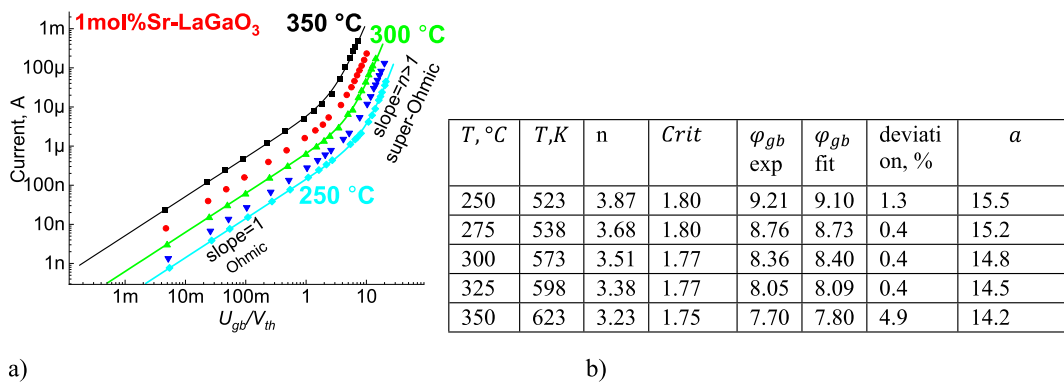 1mol%Sr-LaGaO3
350 °C
300 °C
250 °C
slope=n>1
super-Ohmic
slope=1
Ohmic
Current, A
1m
100µ
10µ
1µ
100n
10n
1n
1m 10m 100m 1 10
Ugb/Vth
a)
T, °C T,K n Crit φgb exp φgb fit deviati on, % a
250 523 3.87 1.80 9.21 9.10 1.3 15.5
275 538 3.68 1.80 8.76 8.73 0.4 15.2
300 573 3.51 1.77 8.36 8.40 0.4 14.8
325 598 3.38 1.77 8.05 8.09 0.4 14.5
350 623 3.23 1.75 7.70 7.80 4.9 14.2
b)